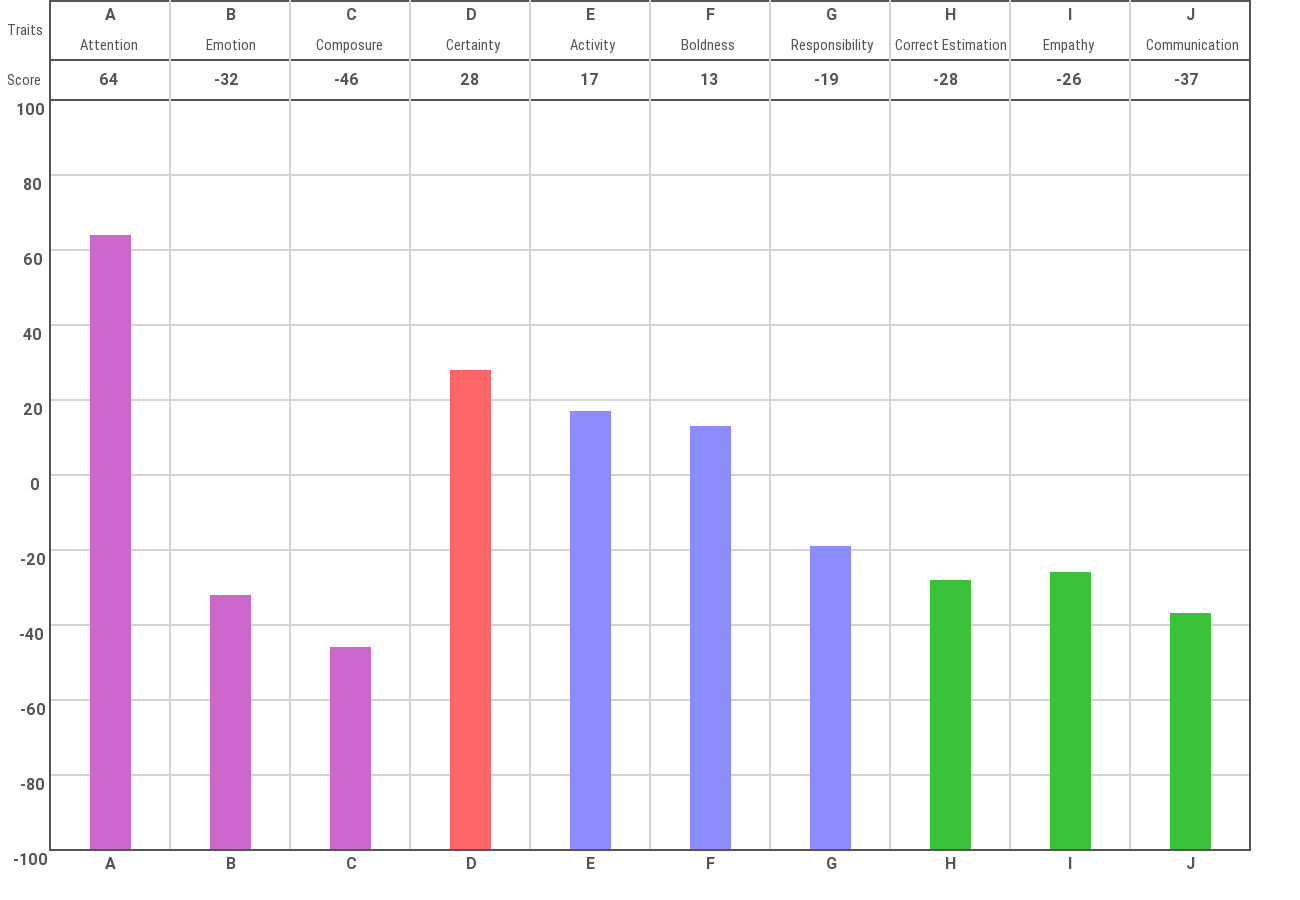 A B C D E F G H I J
Traits
Attention Emotion Composure Certainty Activity Boldness Responsibility Correct Estimation Empathy Communication
Score 64 -32 -46 28 17 13 -19 -28 -26 -37
100
80
60
40
20
0
-20
-40
-60
-80
-100
A B C D E F G H I J